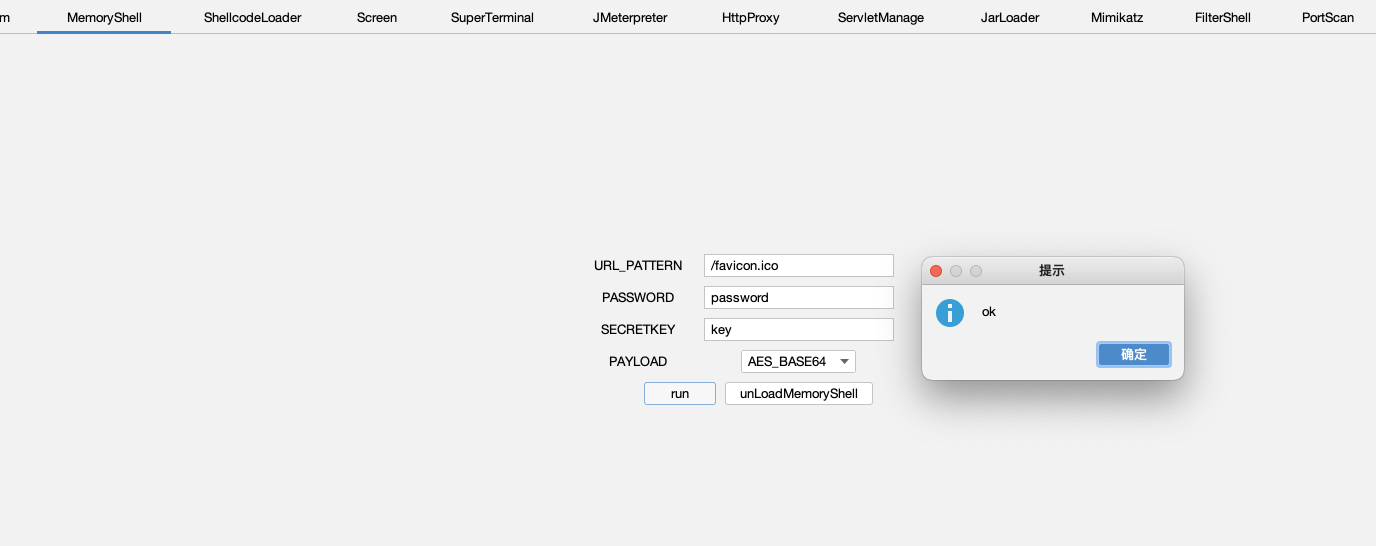 m MemoryShell ShellcodeLoader Screen SuperTerminal JMeterpreter HttpProxy ServletManage JarLoader Mimikatz FilterShell PortScan
URL_PATTERN /favicon.ico
提示
PASSWORD password
ok
SECRETKEY key
PAYLOAD AES_BASE64
确定
run unLoadMemoryShell